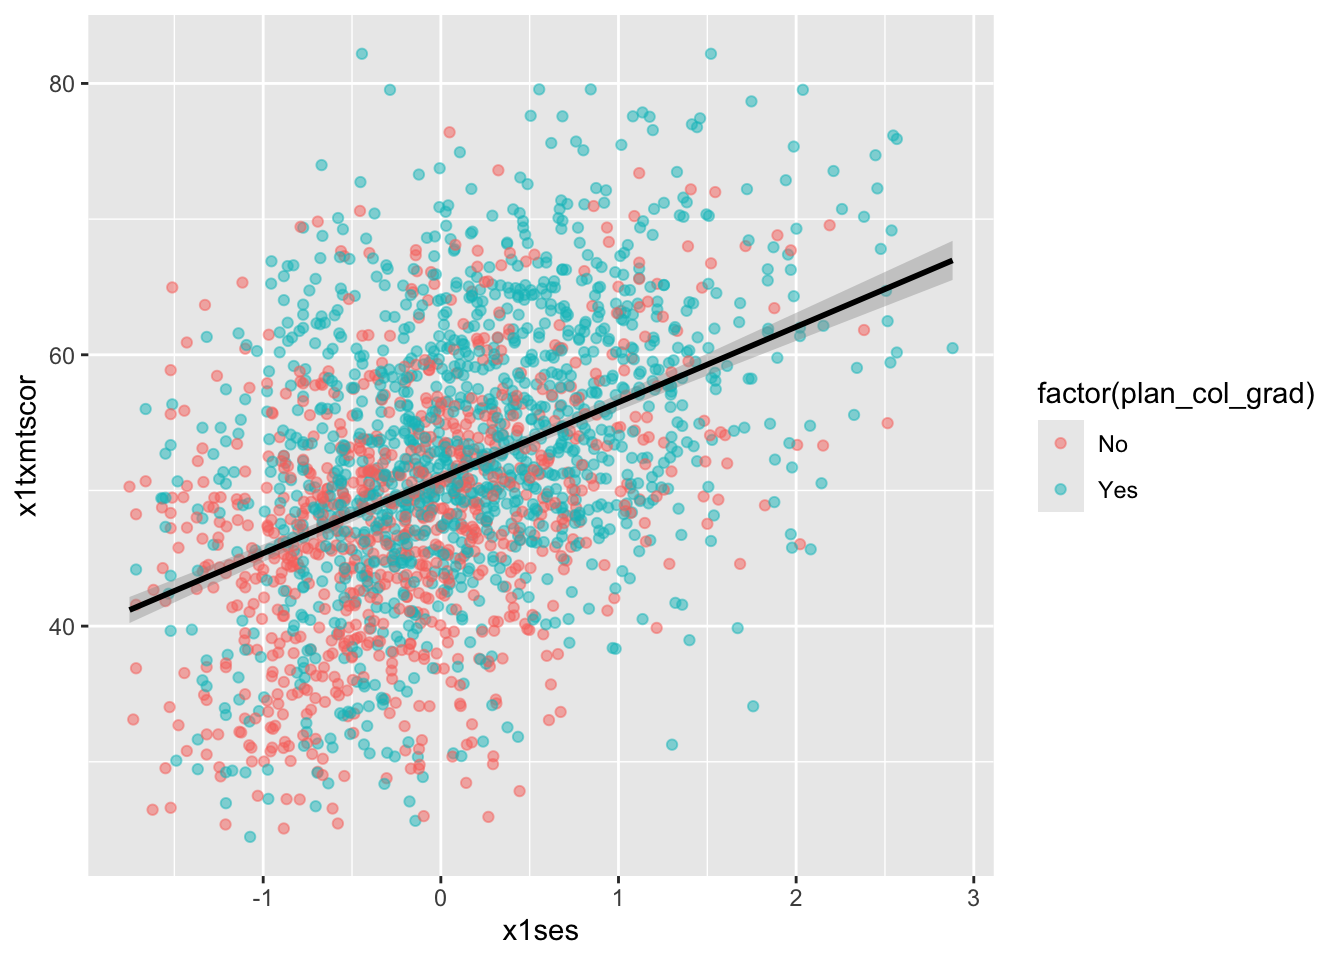 80
60
40
x1txmtscor
-1
0
1
2
3
x1ses
factor(plan_col_grad)
No
Yes